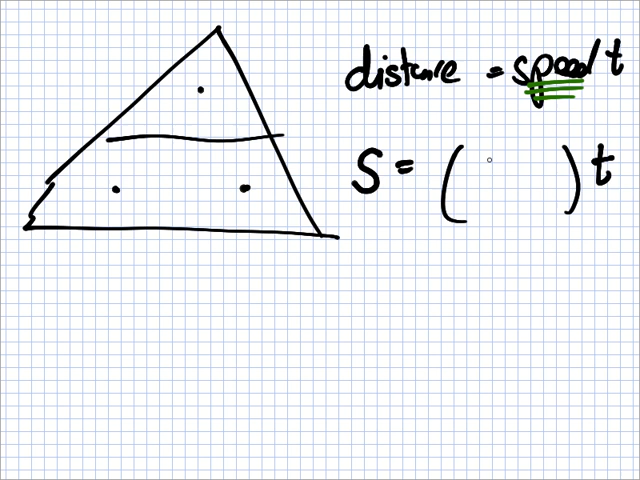 distance = speed t
S = ( ) t